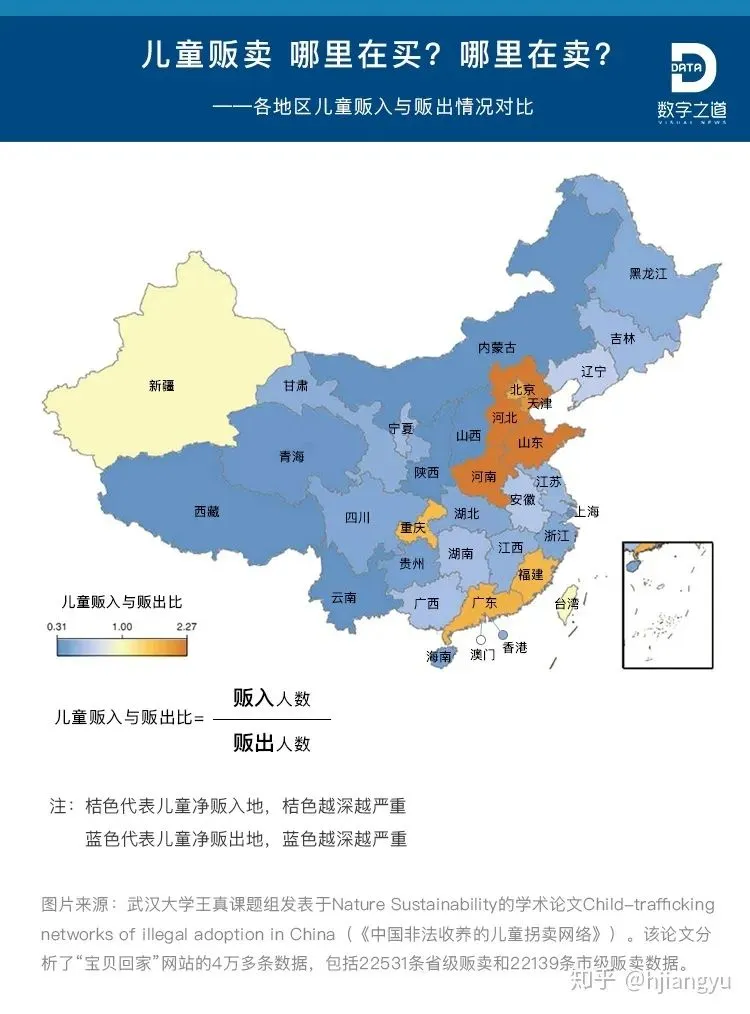 儿童贩卖 哪里在买？哪里在卖？
——各地区儿童贩入与贩出情况对比
DATA
数字之道
VISUAL NEWS
黑龙江
吉林
内蒙古
辽宁
新疆
甘肃
北京
天津
河北
宁夏
山西
山东
青海
陕西
河南
江苏
安徽
西藏
四川
湖北
上海
重庆
浙江
湖南
江西
贵州
福建
云南
广西
广东
台湾
香港
澳门
海南
儿童贩入与贩出比
0.31 1.00 2.27
贩入人数
儿童贩入与贩出比=
贩出人数
注：桔色代表儿童净贩入地，桔色越深越严重
蓝色代表儿童净贩出地，蓝色越深越严重
图片来源：武汉大学王真课题组发表于Nature Sustainability的学术论文Child-trafficking
networks of illegal adoption in China（《中国非法收养的儿童拐卖网络》）。该论文分
析了“宝贝回家”网站的4万多条数据，包括22531条省级贩卖和22139条市级贩卖数据。
知乎 @hjiangyu